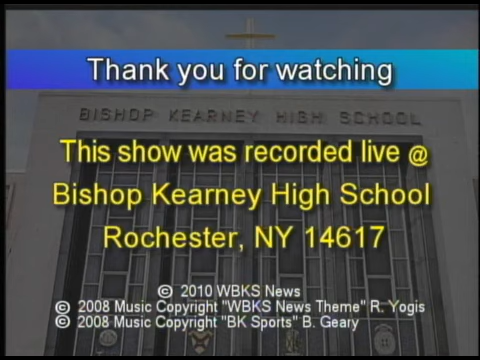 Thank you for watching
BISHOP KEARNEY HIGH SCHOOL
This show was recorded live @
Bishop Kearney High School
Rochester, NY 14617
© 2010 WBKS News
© 2008 Music Copyright "WBKS News Theme" R. Yogis
© 2008 Music Copyright "BK Sports" B. Geary